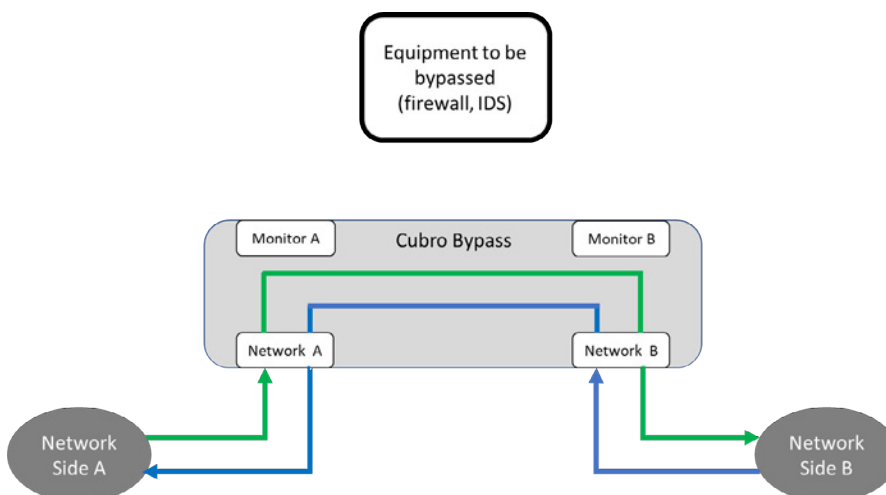 Equipment to be
bypassed
(firewall, IDS)
Monitor A
Cubro Bypass
Monitor B
Network A
Network B
Network
Side A
Network
Side B